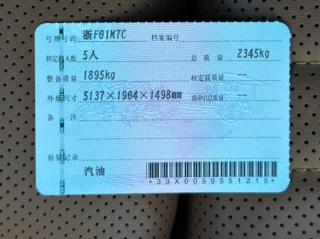 号牌号码 浙F01M7C 档案编号
核定载人数 5人 总质量 2345kg
整备质量 1895kg 核定载质量
外廓尺寸 5137×1904×1498mm 准牵引总质量
备注
检验记录
汽油
*33X0059551215*